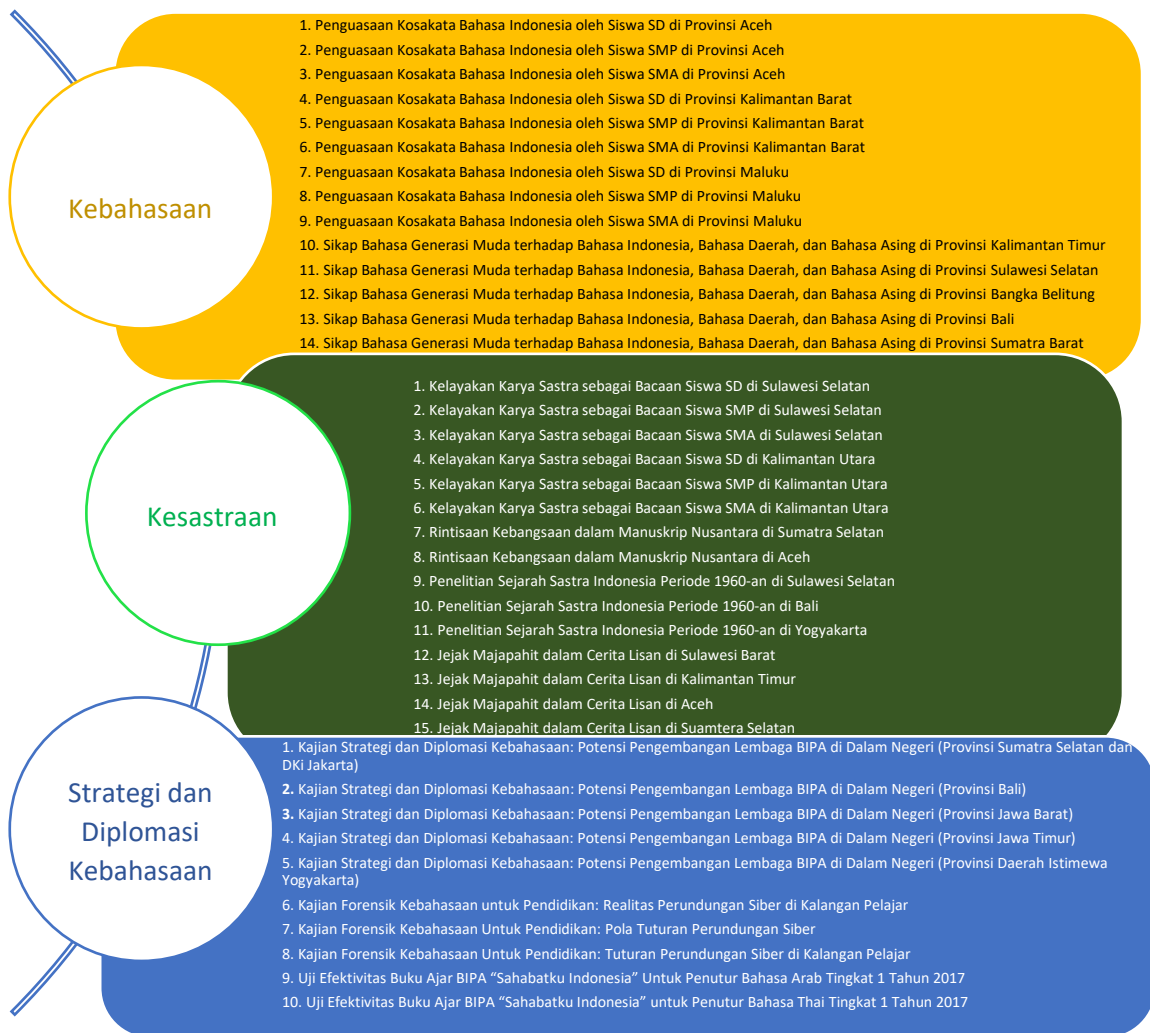 Kebahasaan
1. Penguasaan Kosakata Bahasa Indonesia oleh Siswa SD di Provinsi Aceh
2. Penguasaan Kosakata Bahasa Indonesia oleh Siswa SMP di Provinsi Aceh
3. Penguasaan Kosakata Bahasa Indonesia oleh Siswa SMA di Provinsi Aceh
4. Penguasaan Kosakata Bahasa Indonesia oleh Siswa SD di Provinsi Kalimantan Barat
5. Penguasaan Kosakata Bahasa Indonesia oleh Siswa SMP di Provinsi Kalimantan Barat
6. Penguasaan Kosakata Bahasa Indonesia oleh Siswa SMA di Provinsi Kalimantan Barat
7. Penguasaan Kosakata Bahasa Indonesia oleh Siswa SD di Provinsi Maluku
8. Penguasaan Kosakata Bahasa Indonesia oleh Siswa SMP di Provinsi Maluku
9. Penguasaan Kosakata Bahasa Indonesia oleh Siswa SMA di Provinsi Maluku
10. Sikap Bahasa Generasi Muda terhadap Bahasa Indonesia, Bahasa Daerah, dan Bahasa Asing di Provinsi Kalimantan Timur
11. Sikap Bahasa Generasi Muda terhadap Bahasa Indonesia, Bahasa Daerah, dan Bahasa Asing di Provinsi Sulawesi Selatan
12. Sikap Bahasa Generasi Muda terhadap Bahasa Indonesia, Bahasa Daerah, dan Bahasa Asing di Provinsi Bangka Belitung
13. Sikap Bahasa Generasi Muda terhadap Bahasa Indonesia, Bahasa Daerah, dan Bahasa Asing di Provinsi Bali
14. Sikap Bahasa Generasi Muda terhadap Bahasa Indonesia, Bahasa Daerah, dan Bahasa Asing di Provinsi Sumatra Barat
Kesastraan
1. Kelayakan Karya Sastra sebagai Bacaan Siswa SD di Sulawesi Selatan
2. Kelayakan Karya Sastra sebagai Bacaan Siswa SMP di Sulawesi Selatan
3. Kelayakan Karya Sastra sebagai Bacaan Siswa SMA di Sulawesi Selatan
4. Kelayakan Karya Sastra sebagai Bacaan Siswa SD di Kalimantan Utara
5. Kelayakan Karya Sastra sebagai Bacaan Siswa SMP di Kalimantan Utara
6. Kelayakan Karya Sastra sebagai Bacaan Siswa SMA di Kalimantan Utara
7. Rintisaan Kebangsaan dalam Manuskrip Nusantara di Sumatra Selatan
8. Rintisaan Kebangsaan dalam Manuskrip Nusantara di Aceh
9. Penelitian Sejarah Sastra Indonesia Periode 1960-an di Sulawesi Selatan
10. Penelitian Sejarah Sastra Indonesia Periode 1960-an di Bali
11. Penelitian Sejarah Sastra Indonesia Periode 1960-an di Yogyakarta
12. Jejak Majapahit dalam Cerita Lisan di Sulawesi Barat
13. Jejak Majapahit dalam Cerita Lisan di Kalimantan Timur
14. Jejak Majapahit dalam Cerita Lisan di Aceh
15. Jejak Majapahit dalam Cerita Lisan di Suamtera Selatan
Strategi dan
Diplomasi
Kebahasaan
1. Kajian Strategi dan Diplomasi Kebahasaan: Potensi Pengembangan Lembaga BIPA di Dalam Negeri (Provinsi Sumatra Selatan dan
DKi Jakarta)
2. Kajian Strategi dan Diplomasi Kebahasaan: Potensi Pengembangan Lembaga BIPA di Dalam Negeri (Provinsi Bali)
3. Kajian Strategi dan Diplomasi Kebahasaan: Potensi Pengembangan Lembaga BIPA di Dalam Negeri (Provinsi Jawa Barat)
4. Kajian Strategi dan Diplomasi Kebahasaan: Potensi Pengembangan Lembaga BIPA di Dalam Negeri (Provinsi Jawa Timur)
5. Kajian Strategi dan Diplomasi Kebahasaan: Potensi Pengembangan Lembaga BIPA di Dalam Negeri (Provinsi Daerah Istimewa
Yogyakarta)
6. Kajian Forensik Kebahasaan untuk Pendidikan: Realitas Perundungan Siber di Kalangan Pelajar
7. Kajian Forensik Kebahasaan Untuk Pendidikan: Pola Tuturan Perundungan Siber
8. Kajian Forensik Kebahasaan Untuk Pendidikan: Tuturan Perundungan Siber di Kalangan Pelajar
9. Uji Efektivitas Buku Ajar BIPA “Sahabatku Indonesia” Untuk Penutur Bahasa Arab Tingkat 1 Tahun 2017
10. Uji Efektivitas Buku Ajar BIPA “Sahabatku Indonesia” untuk Penutur Bahasa Thai Tingkat 1 Tahun 2017